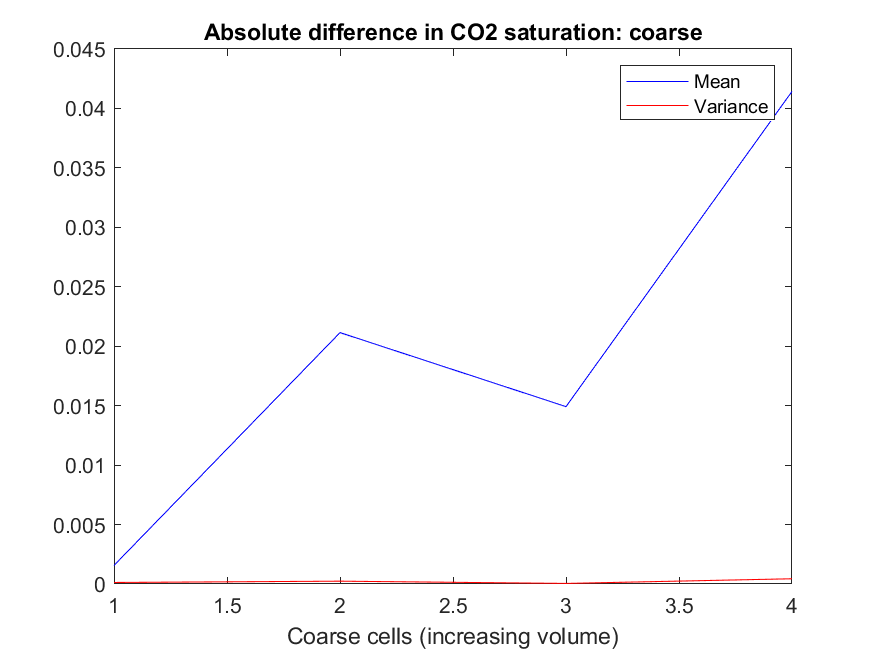 Absolute difference in CO2 saturation: coarse
0.045
0.04
0.035
0.03
0.025
0.02
0.015
0.01
0.005
0
Mean
Variance
1 1.5 2 2.5 3 3.5 4
Coarse cells (increasing volume)